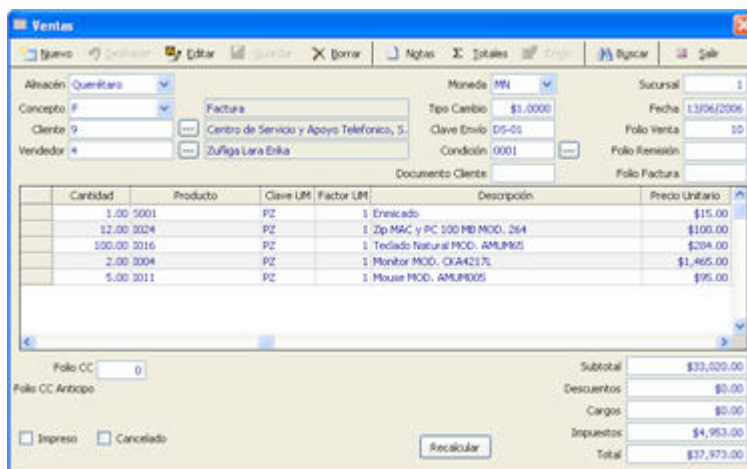 Ventas
Nuevo Deshacer Editar Guardar Borrar Notas Σ Totales Buscar Salir
Almacén Querétaro Moneda MN Sucursal 1
Concepto F Factura Tipo Cambio $1.0000 Fecha 13/06/2006
Cliente 9 ... Centro de Servicio y Apoyo Telefonico, S. Clave Envío DS-01 Folio Venta 10
Vendedor 4 ... Zuñiga Lara Erika Condición 0001 ... Folio Remisión
Documento Cliente Folio Factura
Cantidad Producto Clave UM Factor UM Descripción Precio Unitario
1.00 S001 PZ 1 Enmicado $15.00
12.00 I024 PZ 1 Zip MAC y PC 100 MB MOD. 264 $100.00
100.00 I016 PZ 1 Teclado Natural MOD. AMUM65 $284.00
2.00 I004 PZ 1 Monitor MOD. CKA4217L $1,465.00
5.00 I011 PZ 1 Mouse MOD. AMUM005 $95.00
Folio CC 0 Subtotal $33,020.00
Folio CC Anticipo Descuentos $0.00
Cargos $0.00
Impreso Cancelado Recalcular Impuestos $4,953.00
Total $37,973.00